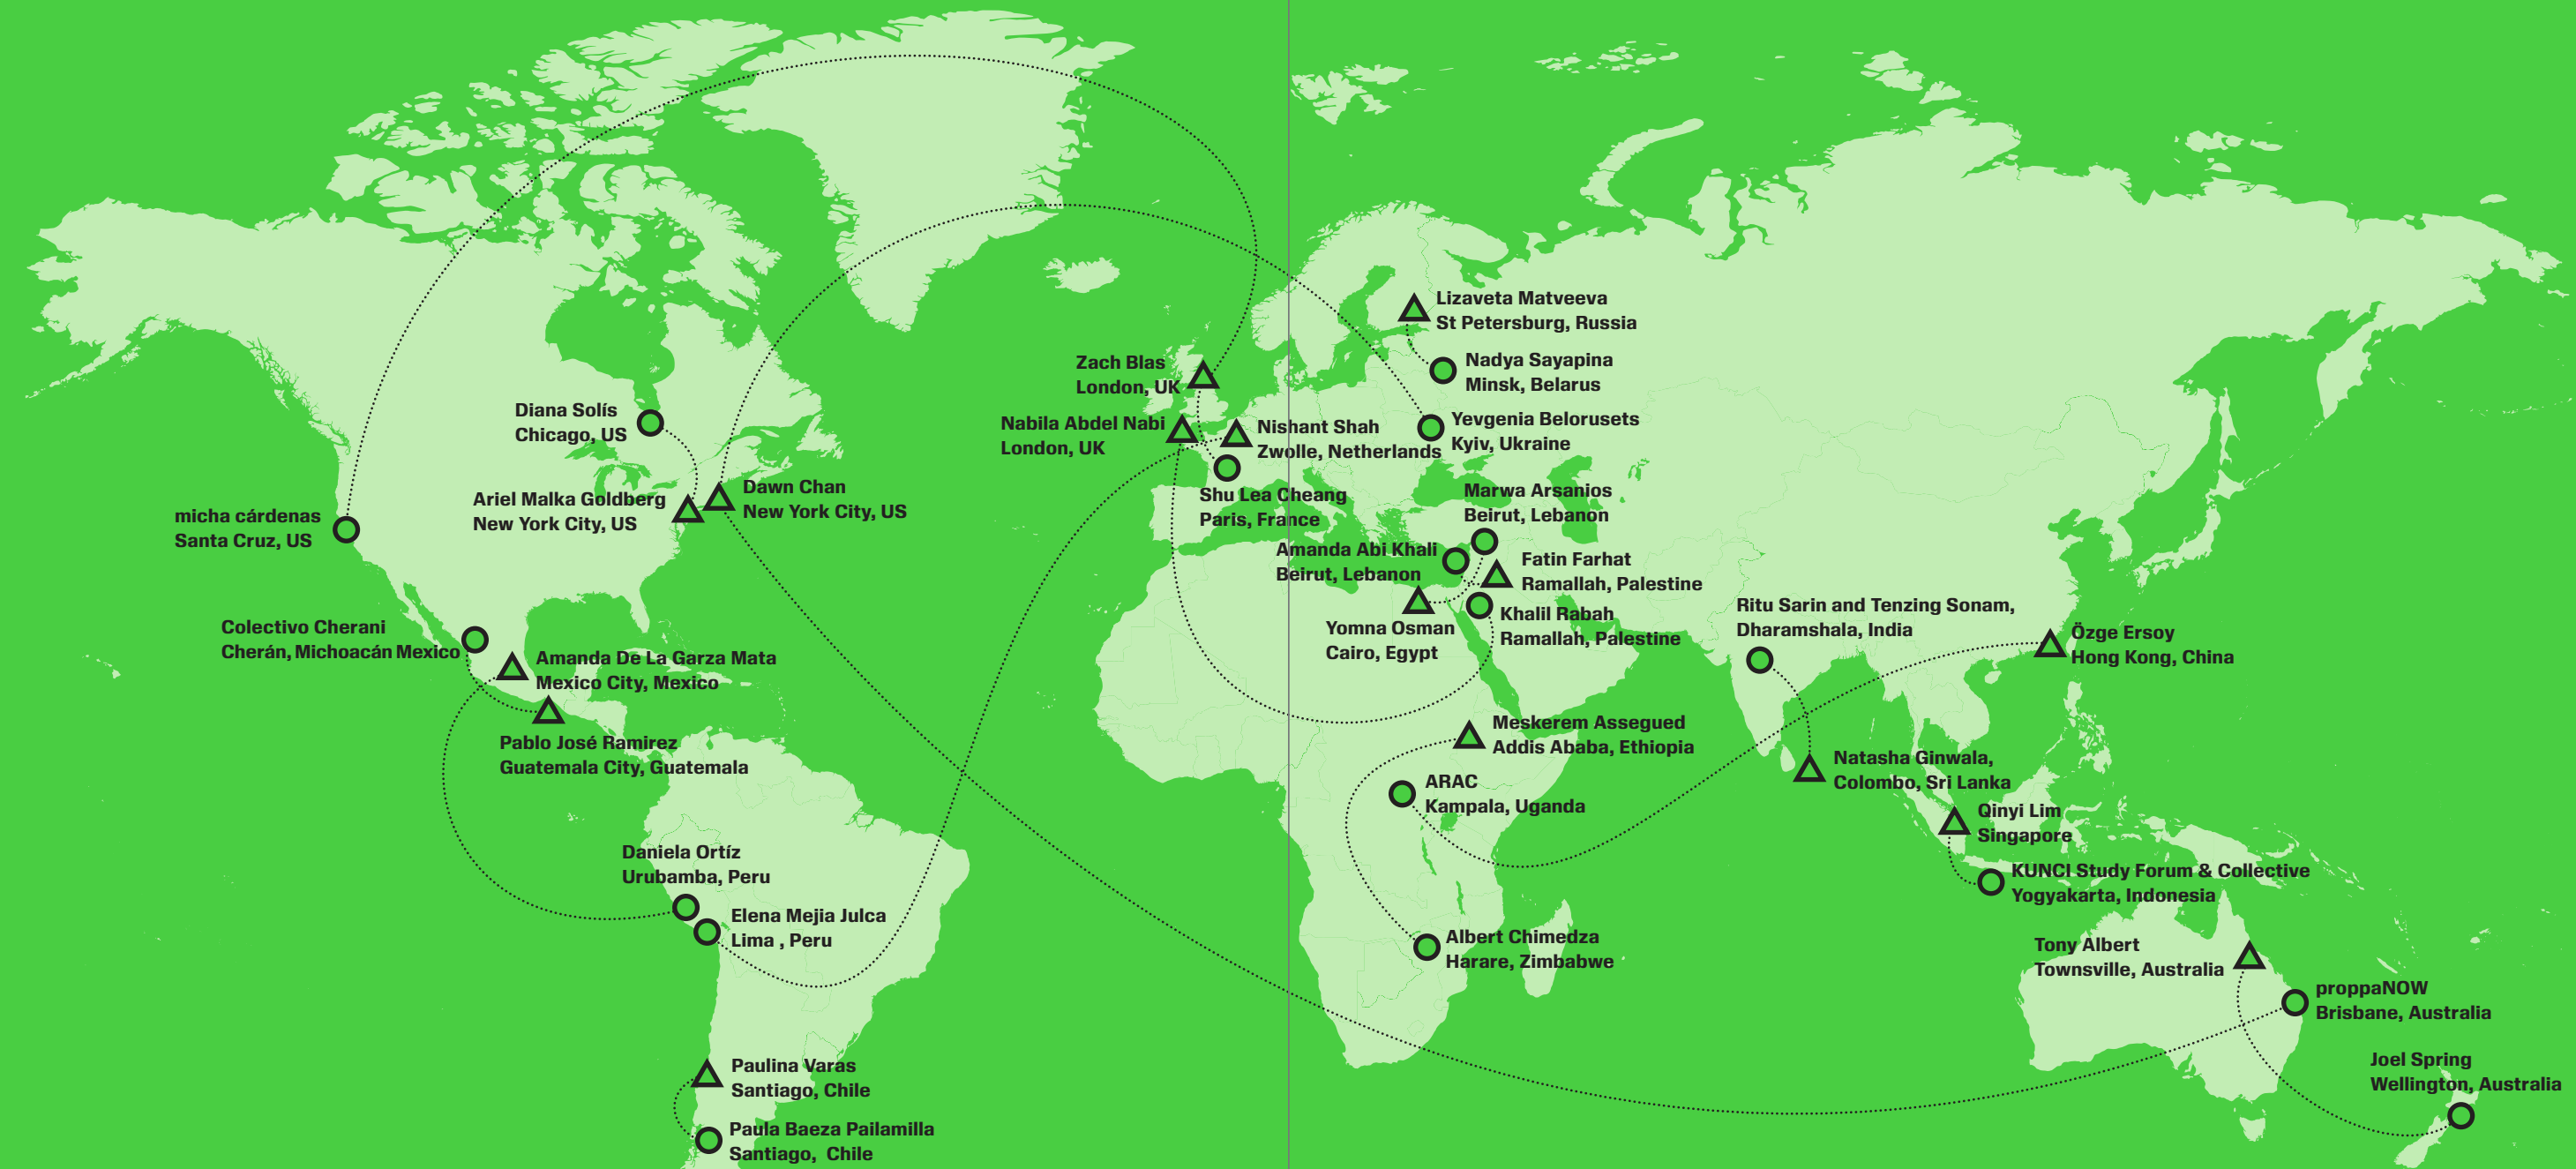 Lizaveta Matveeva
St Petersburg, Russia
Nadya Sayapina
Minsk, Belarus
Zach Blas
London, UK
Nabila Abdel Nabi
London, UK
Nishant Shah
Zwolle, Netherlands
Yevgenia Belorusets
Kyiv, Ukraine
Diana Solís
Chicago, US
Ariel Malka Goldberg
New York City, US
Dawn Chan
New York City, US
Shu Lea Cheang
Paris, France
Marwa Arsanios
Beirut, Lebanon
micha cárdenas
Santa Cruz, US
Amanda Abi Khali
Beirut, Lebanon
Fatin Farhat
Ramallah, Palestine
Khalil Rabah
Ramallah, Palestine
Yomna Osman
Cairo, Egypt
Ritu Sarin and Tenzing Sonam,
Dharamshala, India
Özge Ersoy
Hong Kong, China
Colectivo Cherani
Cherán, Michoacán Mexico
Amanda De La Garza Mata
Mexico City, Mexico
Pablo José Ramirez
Guatemala City, Guatemala
Meskerem Assegued
Addis Ababa, Ethiopia
ARAC
Kampala, Uganda
Natasha Ginwala,
Colombo, Sri Lanka
Qinyi Lim
Singapore
KUNCI Study Forum & Collective
Yogyakarta, Indonesia
Daniela Ortíz
Urubamba, Peru
Elena Mejia Julca
Lima , Peru
Albert Chimedza
Harare, Zimbabwe
Tony Albert
Townsville, Australia
proppaNOW
Brisbane, Australia
Joel Spring
Wellington, Australia
Paulina Varas
Santiago, Chile
Paula Baeza Pailamilla
Santiago,  Chile